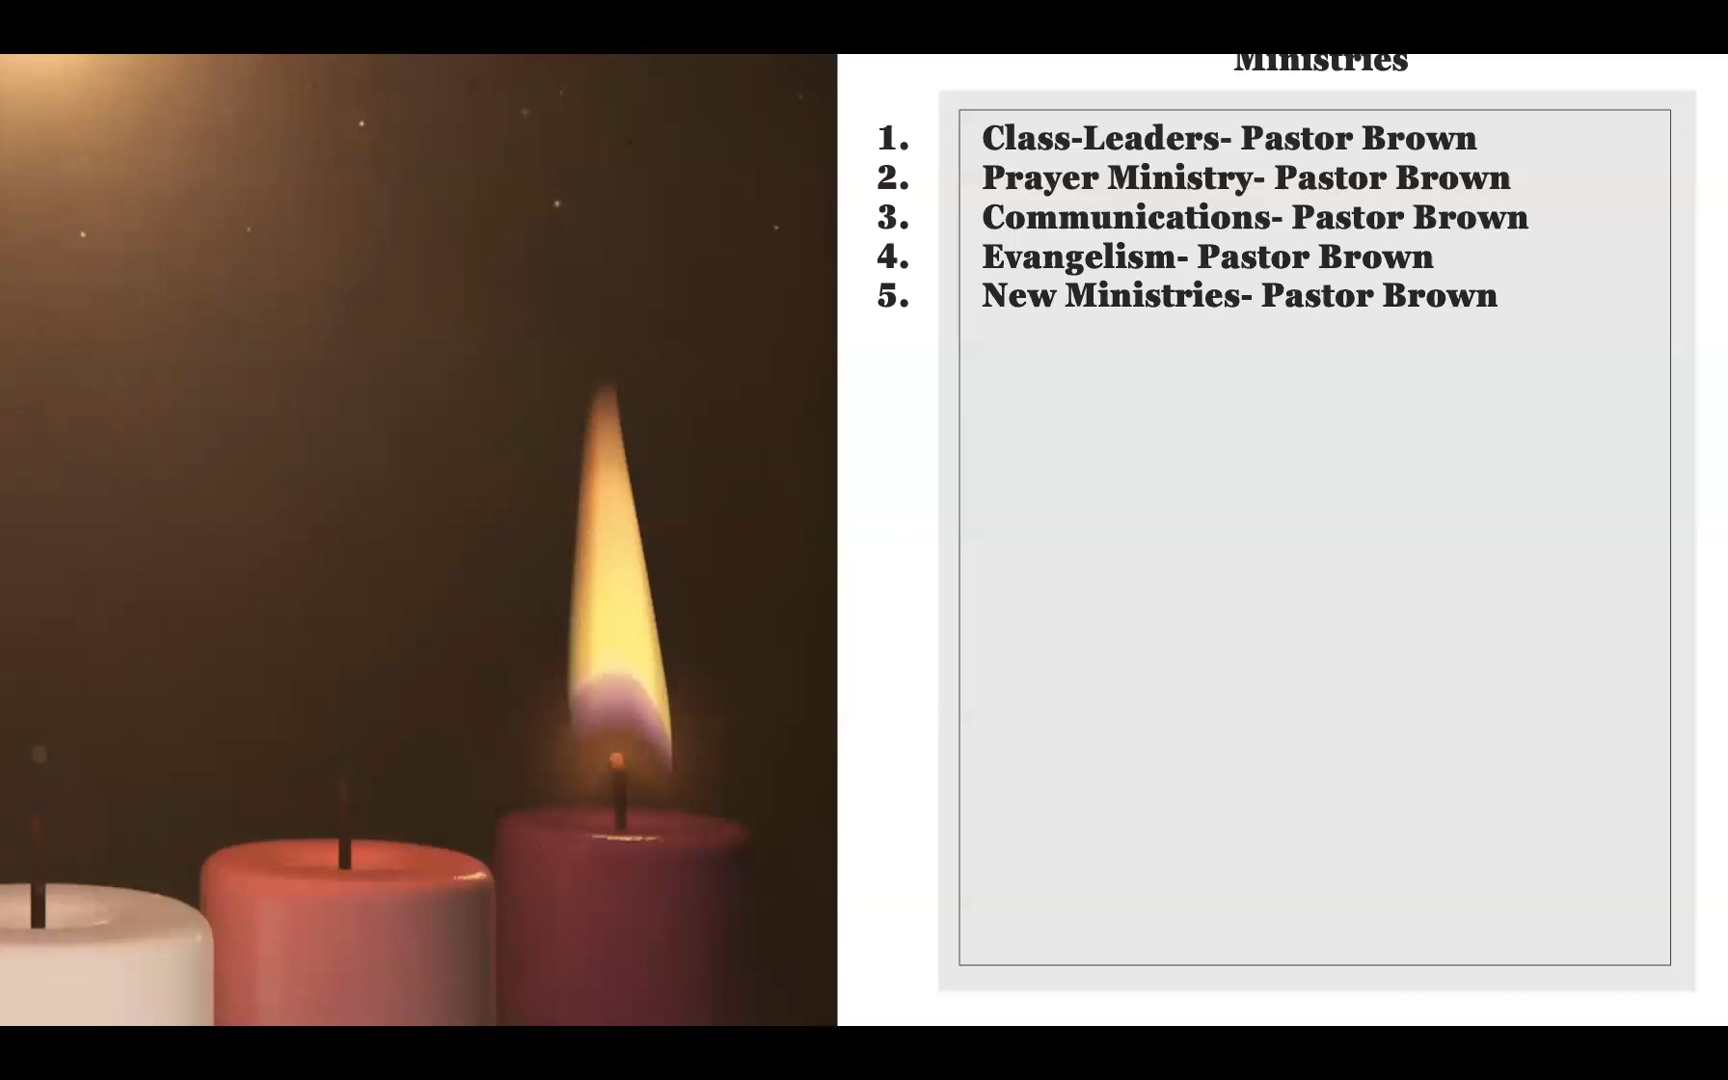 Ministries
1. Class-Leaders- Pastor Brown
2. Prayer Ministry- Pastor Brown
3. Communications- Pastor Brown
4. Evangelism- Pastor Brown
5. New Ministries- Pastor Brown